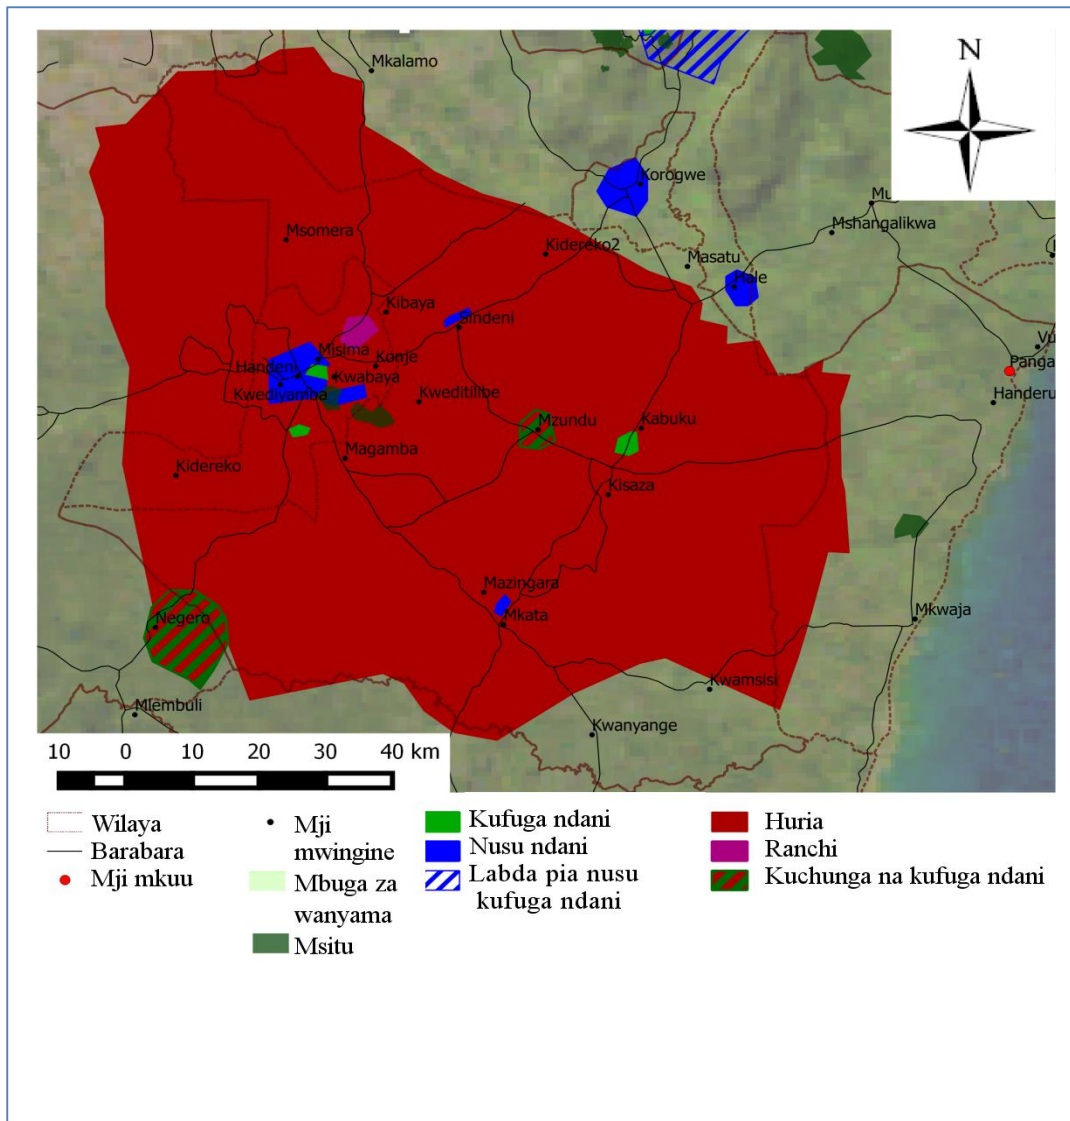 N
Mkalamo
Korogwe
Mu
Mshangalikwa
Msomera
Kidereko2
Masatu
Hale
Kibaya
Sindeni
Vu
Misima
Konje
Panga
Handeni
Kwabaya
Kwediyamba
Kweditilibe
Handeru
Mzundu
Kabuku
Magamba
Kidereko
Kisaza
Mazingara
Negero
Mkata
Mkwaja
Kwamsisi
Mlembuli
Kwanyange
10 0 10 20 30 40 km
Wilaya
Barabara
Mji mkuu
Mji
mwingine
Mbuga za
wanyama
Msitu
Kufuga ndani
Nusu ndani
Labda pia nusu
kufuga ndani
Huria
Ranchi
Kuchunga na kufuga ndani